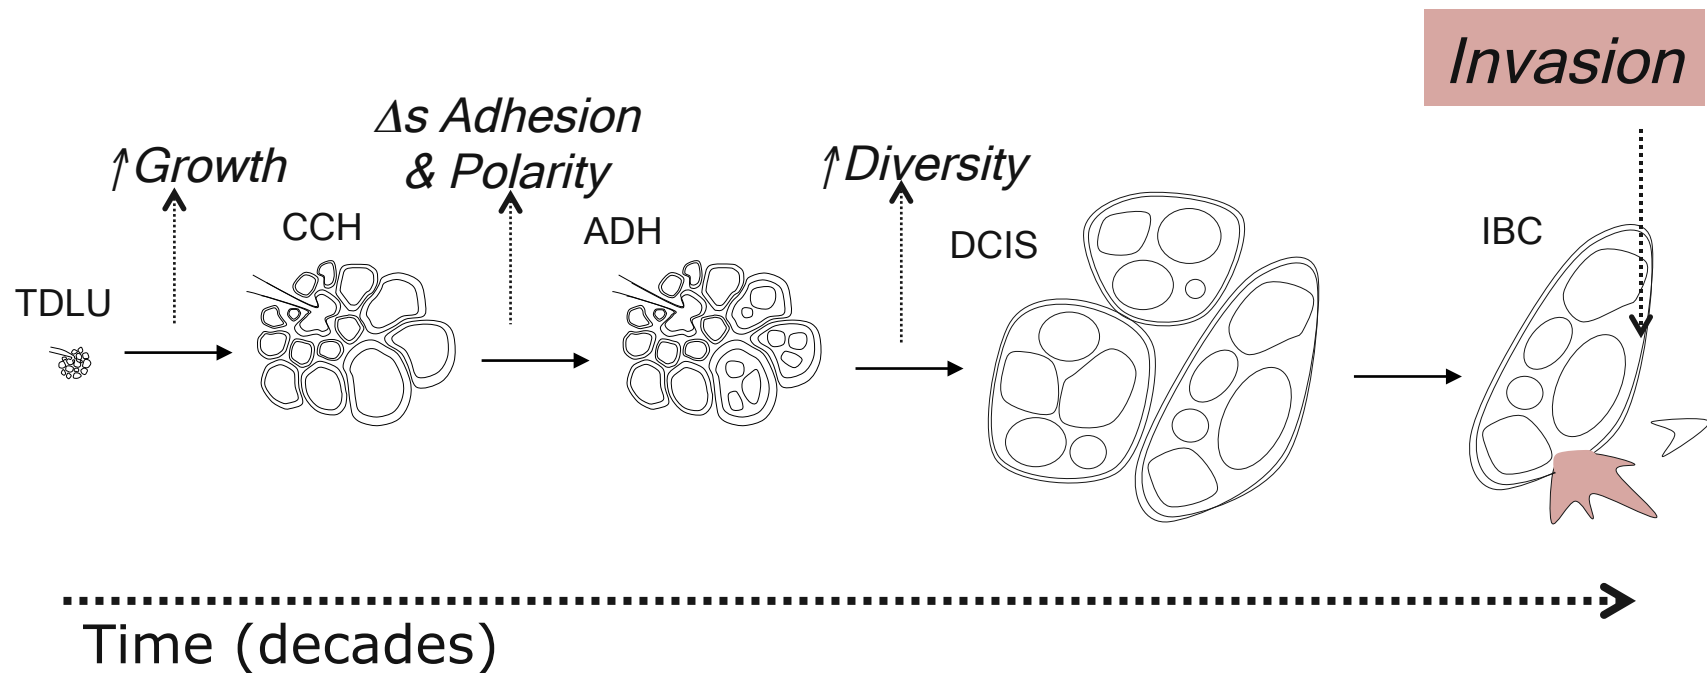 Invasion
Δs Adhesion
& Polarity
↑Growth
↑Diversity
CCH
ADH
DCIS
IBC
TDLU
Time (decades)